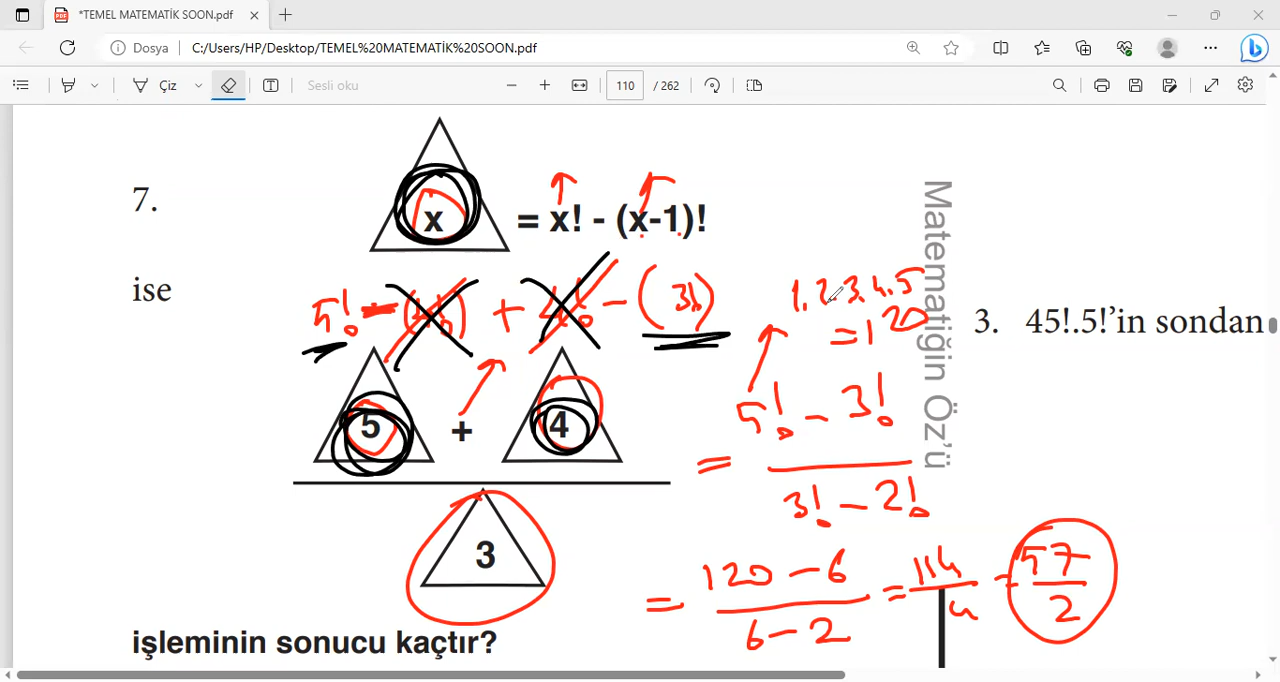 *TEMEL MATEMATİK SOON.pdf
Dosya C:/Users/HP/Desktop/TEMEL%20MATEMATİK%20SOON.pdf
Çiz Sesli oku 110 / 262
7.
x = x! - (x-1)!
ise
5! - (4!) + 4! - (3!)
1.2.3.4.5
= 120
5 + 4
3
= 5! - 3!
3! - 2!
= 120 - 6 = 114 = 57
6 - 2 4 2
işleminin sonucu kaçtır?
Matematiğin Öz'ü
3. 45!.5!’in sondan